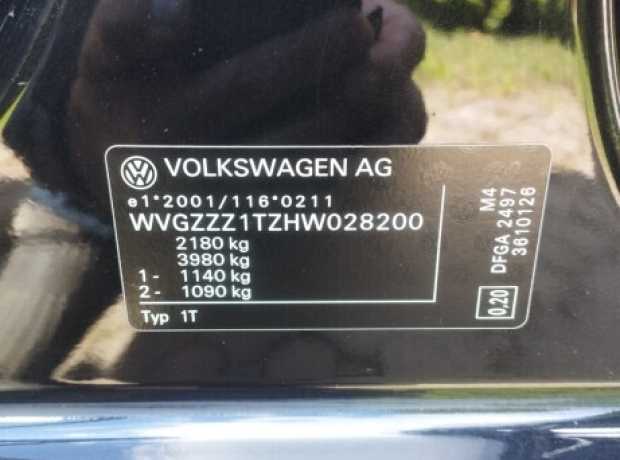 VOLKSWAGEN AG
e1*2001/116*0211
WVGZZZ1TZHW028200
2180 kg
3980 kg
1- 1140 kg
2- 1090 kg
Typ 1T
M4
DFGA 2497
3610126
0,20